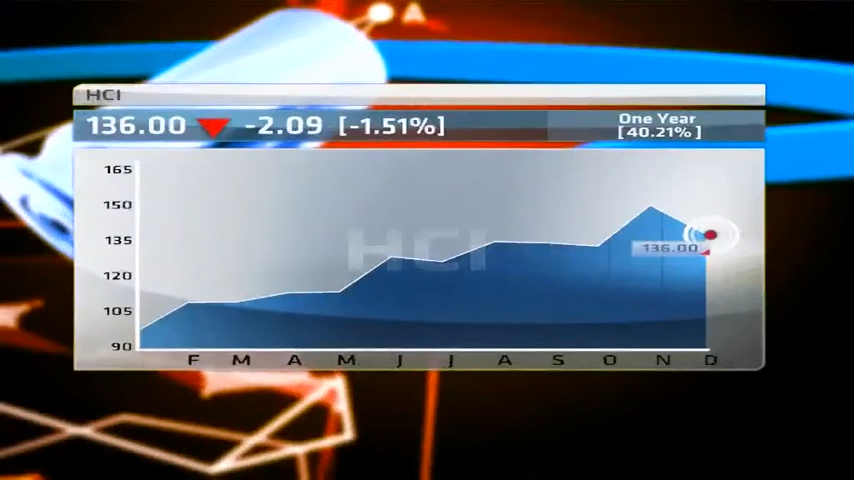 A
HCI
136.00 -2.09 [-1.51%]
One Year
[40.21%]
165
150
135
120
105
90
HCI
136.00
F M A M J J A S O N D